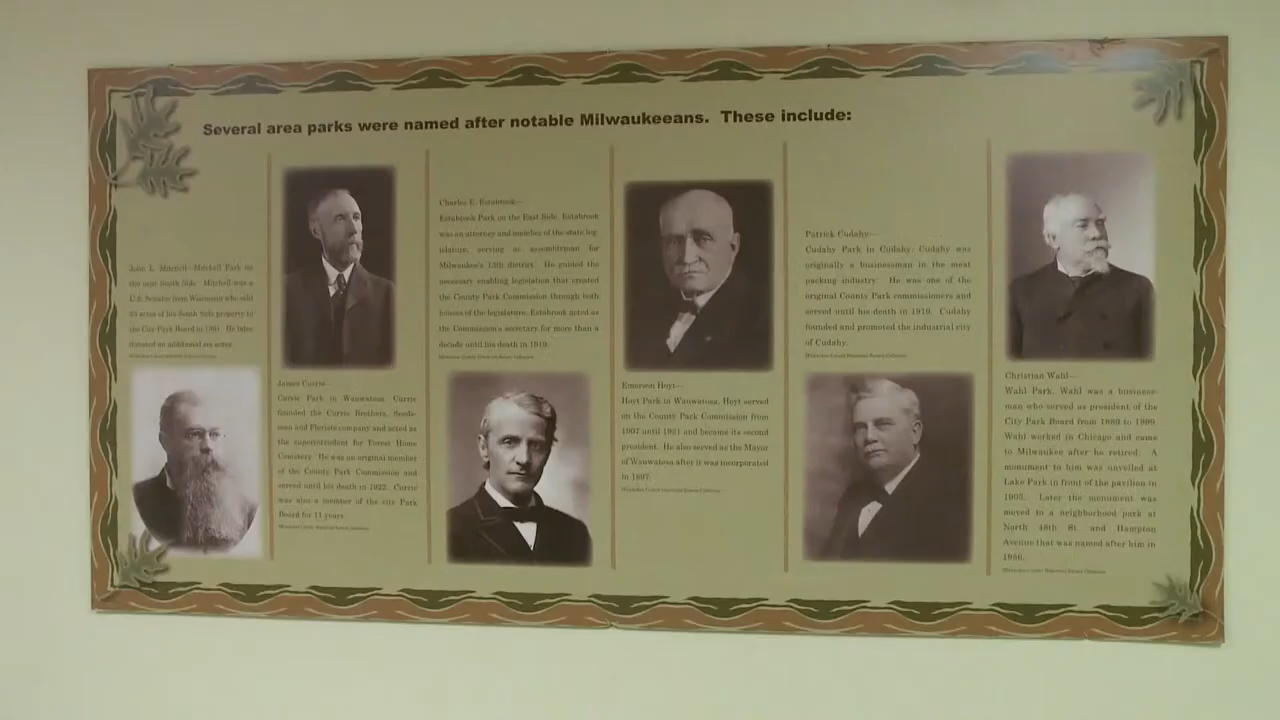 Several area parks were named after notable Milwaukeeans. These include:
John L. Mitchell—Mitchell Park on
the near South Side. Mitchell was a
U.S. Senator from Wisconsin who sold
acres of his South Side property to
the City Park Board in He later
donated an additional six acres.
James Currie—
Currie Park in Wauwatosa. Currie
founded the Currie Brothers, Seeds-
men and Florists company and acted as
the superintendent for Forest Home
Cemetery. He was an original member
of the County Park Commission and
served until his death in 1922. Currie
was also a member of the city Park
Board for 11 years.
Charles E. Estabrook—
Estabrook Park on the East Side. Estabrook
was an attorney and member of the state leg-
islature, serving as assemblyman for
Milwaukee's 15th district. He guided the
necessary enabling legislation that created
the County Park Commission through both
houses of the legislature. Estabrook acted as
the Commission's secretary for more than a
decade until his death in 1919.
Emerson Hoyt—
Hoyt Park in Wauwatosa. Hoyt served
on the County Park Commission from
1907 until 1921 and became its second
president. He also served as the Mayor
of Wauwatosa after it was incorporated
in 1897.
Patrick Cudahy—
Cudahy Park in Cudahy. Cudahy was
originally a businessman in the meat
packing industry. He was one of the
original County Park commissioners and
served until his death in 1919. Cudahy
founded and promoted the industrial city
of Cudahy.
Christian Wahl—
Wahl Park. Wahl was a business-
man who served as president of the
City Park Board from 1889 to 1899.
Wahl worked in Chicago and came
to Milwaukee after he retired. A
monument to him was unveiled at
Lake Park in front of the pavilion in
1903. Later the monument was
moved to a neighborhood park at
North 48th St. and Hampton
Avenue that was named after him in
1956.